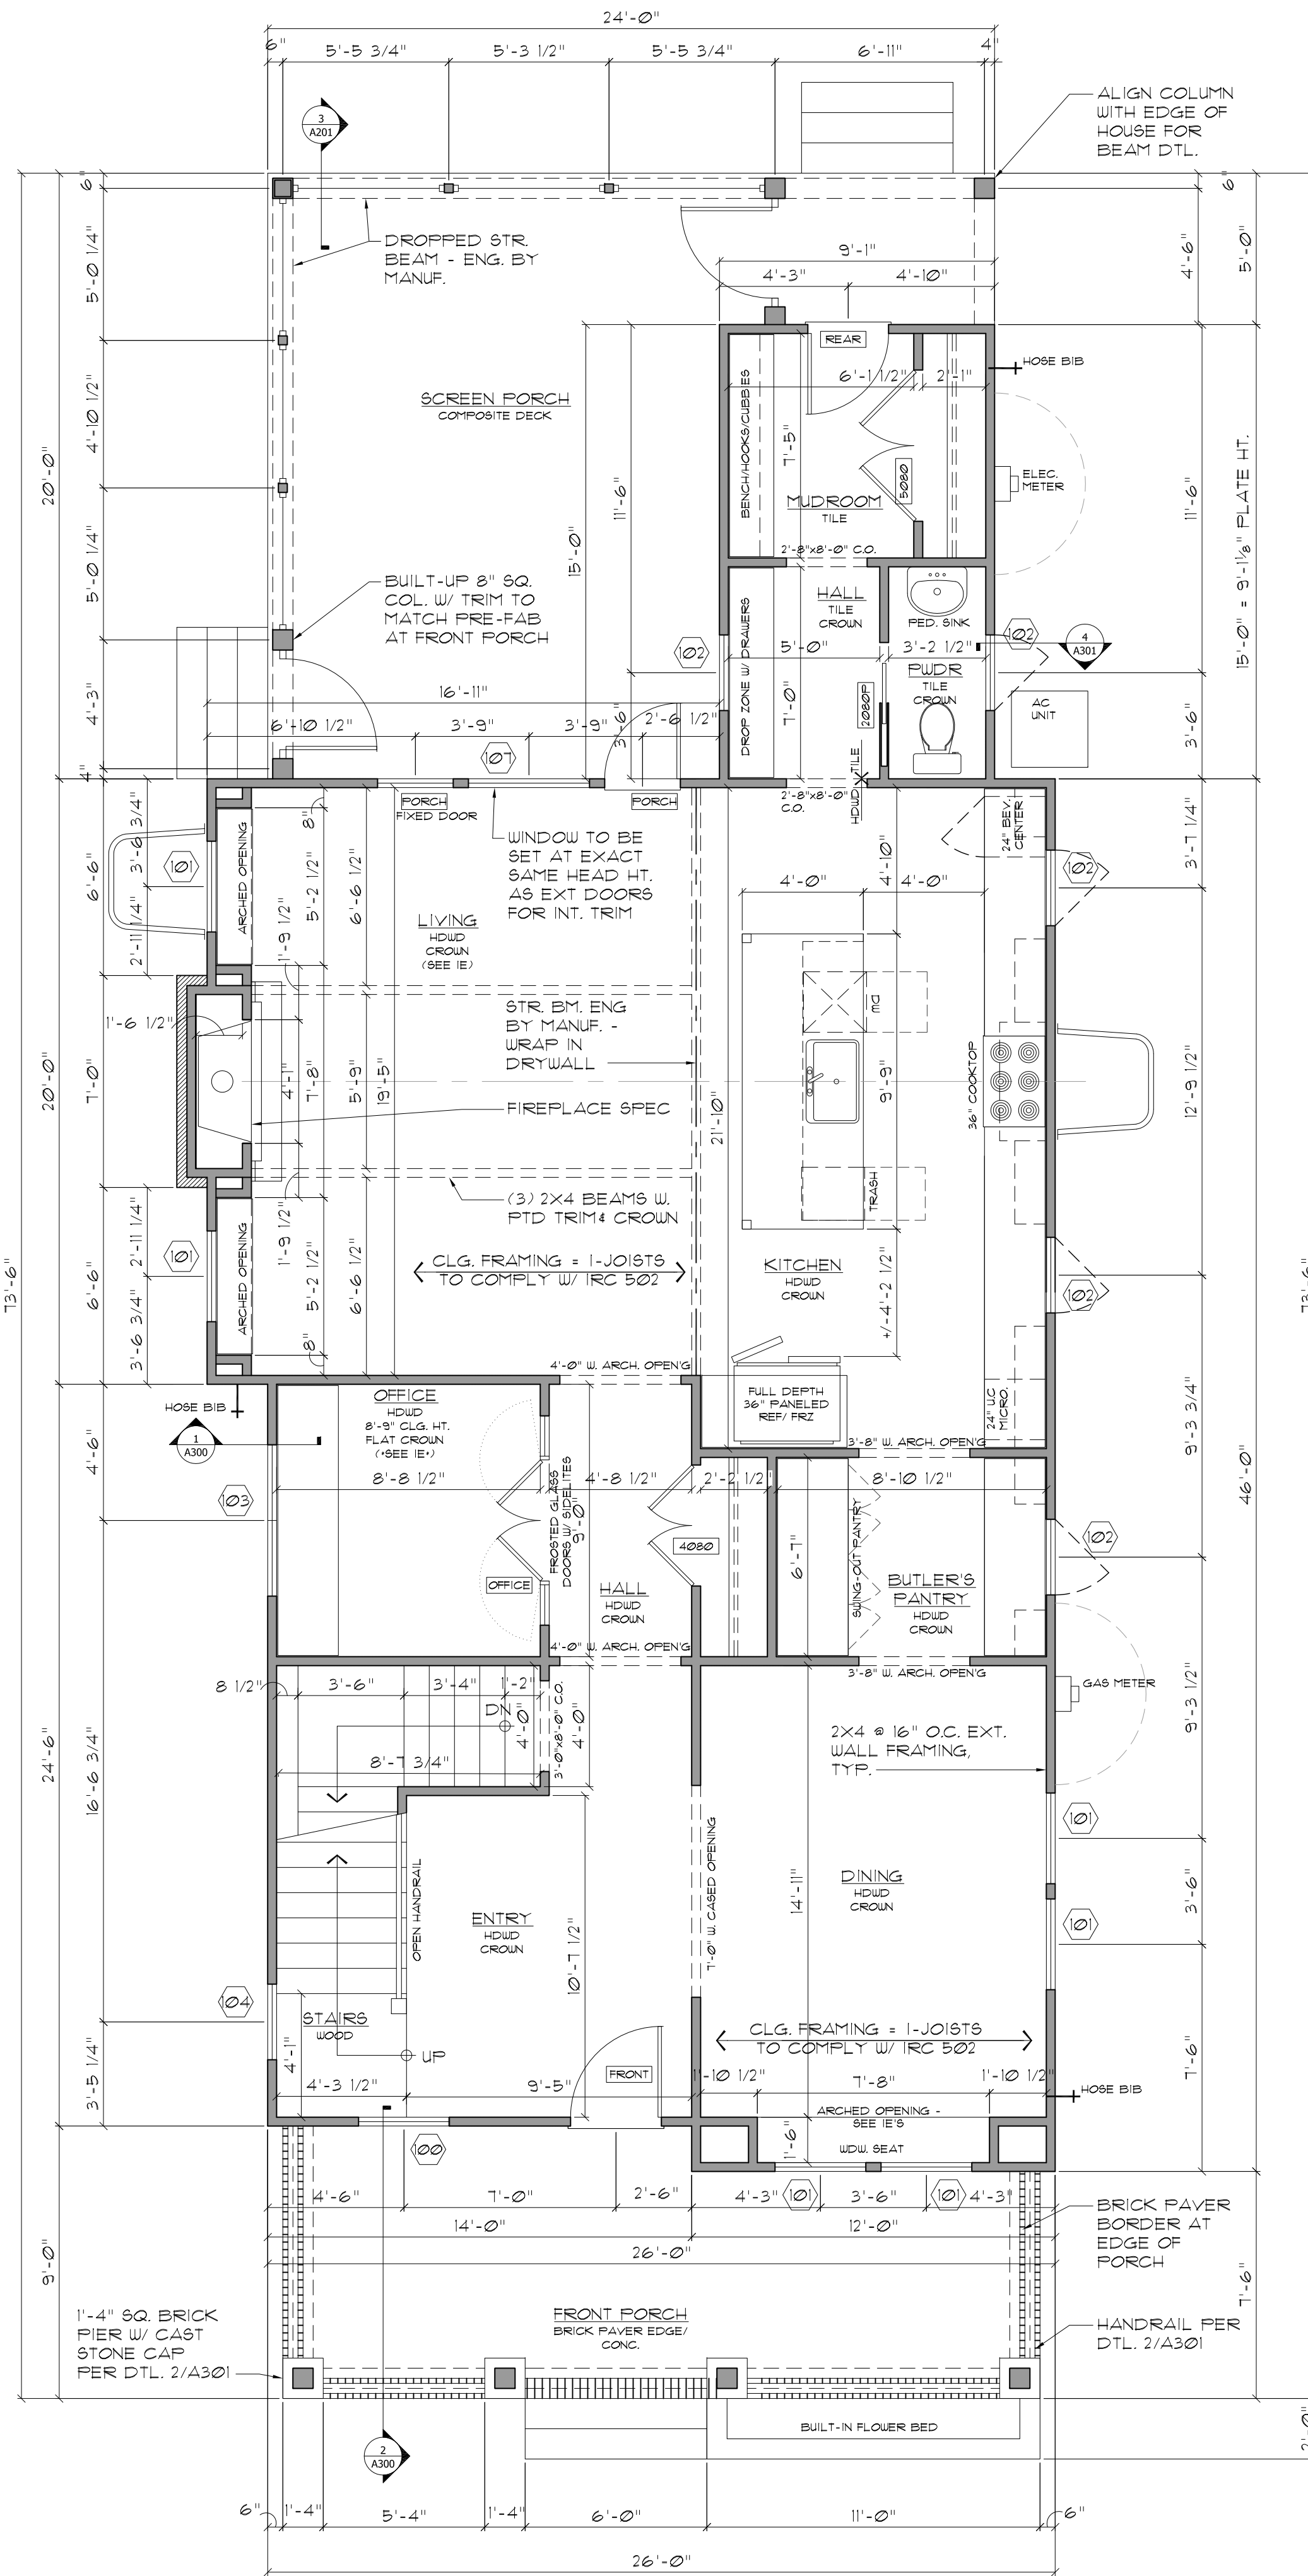 24'-0"
6"
5'-5 3/4"
5'-3 1/2"
5'-5 3/4"
6'-11"
4"
3
A201
ALIGN COLUMN
WITH EDGE OF
HOUSE FOR
BEAM DTL.
6"
6"
5'-0 1/4"
4'-6"
5'-0"
DROPPED STR.
BEAM - ENG. BY
MANUF.
9'-1"
4'-3"
4'-10"
REAR
HOSE BIB
6'-1 1/2"
2'-1"
SCREEN PORCH
COMPOSITE DECK
BENCH/HOOKS/CUBBIES
7'-5"
4'-10 1/2"
20'-0"
11'-6"
5080
ELEC.
METER
MUDROOM
TILE
11'-6"
15'-0" = 9'-1 1/8" PLATE HT.
2'-8"x8'-0" C.O.
15'-0"
5'-0 1/4"
BUILT-UP 8" SQ.
COL. W/ TRIM TO
MATCH PRE-FAB
AT FRONT PORCH
HALL
TILE
CROWN
PED. SINK
DROP ZONE W/ DRAWERS
102
102
4
A301
5'-0"
3'-2 1/2"
PWDR
TILE
CROWN
16'-11"
4'-3"
7'-0"
2080P
AC
UNIT
6'-10 1/2"
3'-9"
3'-9"
2'-6 1/2"
3'-6"
3'-6"
107
4"
HDWD
TILE
PORCH
FIXED DOOR
PORCH
2'-8"x8'-0"
C.O.
8"
3'-6 3/4"
6'-6"
101
ARCHED OPENING
5'-2 1/2"
6'-6 1/2"
WINDOW TO BE
SET AT EXACT
SAME HEAD HT.
AS EXT DOORS
FOR INT. TRIM
4'-10"
24" BEV.
CENTER
102
3'-7 1/4"
4'-0"
4'-0"
LIVING
HDWD
CROWN
(SEE IE)
2'-11 1/4"
1'-9 1/2"
STR. BM. ENG
BY MANUF. -
WRAP IN
DRYWALL
DW
1'-6 1/2"
20'-0"
7'-0"
4'-1"
7'-8"
5'-9"
19'-5"
21'-10"
9'-9"
36" COOKTOP
12'-9 1/2"
FIREPLACE SPEC
(3) 2X4 BEAMS W.
PTD TRIM & CROWN
TRASH
1'-9 1/2"
2'-11 1/4"
101
ARCHED OPENING
6'-6"
3'-6 3/4"
5'-2 1/2"
6'-6 1/2"
8"
CLG. FRAMING = I-JOISTS
TO COMPLY W/ IRC 502
KITCHEN
HDWD
CROWN
+/-4'-2 1/2"
102
73'-6"
73'-6"
4'-0" W. ARCH. OPEN'G
FULL DEPTH
36" PANELED
REF/ FRZ
24" U.C
MICRO.
HOSE BIB
1
A300
OFFICE
HDWD
8'-9" CLG. HT.
FLAT CROWN
(*SEE IE*)
4'-6"
3'-8" W. ARCH. OPEN'G
9'-3 3/4"
46'-0"
8'-8 1/2"
4'-8 1/2"
2'-2 1/2"
8'-10 1/2"
103
FROSTED GLASS
DOORS W/ SIDELITES
9'-0"
4080
6'-7"
SWING-OUT PANTRY
102
OFFICE
HALL
HDWD
CROWN
BUTLER'S
PANTRY
HDWD
CROWN
4'-0" W. ARCH. OPEN'G
3'-8" W. ARCH. OPEN'G
8 1/2"
3'-6"
3'-4"
1'-2"
DN
GAS METER
4'-0"
3'-0"x8'-0" C.O.
4'-0"
9'-3 1/2"
24'-6"
16'-6 3/4"
8'-7 3/4"
2X4 @ 16" O.C. EXT.
WALL FRAMING,
TYP.
101
OPEN HANDRAIL
7'-0" W. CASED OPENING
14'-11"
DINING
HDWD
CROWN
3'-6"
101
ENTRY
HDWD
CROWN
10'-7 1/2"
104
STAIRS
WOOD
4'-1"
UP
CLG. FRAMING = I-JOISTS
TO COMPLY W/ IRC 502
7'-6"
3'-5 1/4"
4'-3 1/2"
9'-5"
FRONT
1'-10 1/2"
7'-8"
1'-10 1/2"
HOSE BIB
ARCHED OPENING -
SEE IE'S
100
1'-6"
WDW. SEAT
4'-6"
7'-0"
2'-6"
4'-3"
101
3'-6"
101
4'-3"
14'-0"
12'-0"
26'-0"
BRICK PAVER
BORDER AT
EDGE OF
PORCH
9'-0"
7'-6"
1'-4" SQ. BRICK
PIER W/ CAST
STONE CAP
PER DTL. 2/A301
FRONT PORCH
BRICK PAVER EDGE/
CONC.
HANDRAIL PER
DTL. 2/A301
BUILT-IN FLOWER BED
2'-0"
2
A300
6"
1'-4"
5'-4"
1'-4"
6'-0"
11'-0"
6"
26'-0"